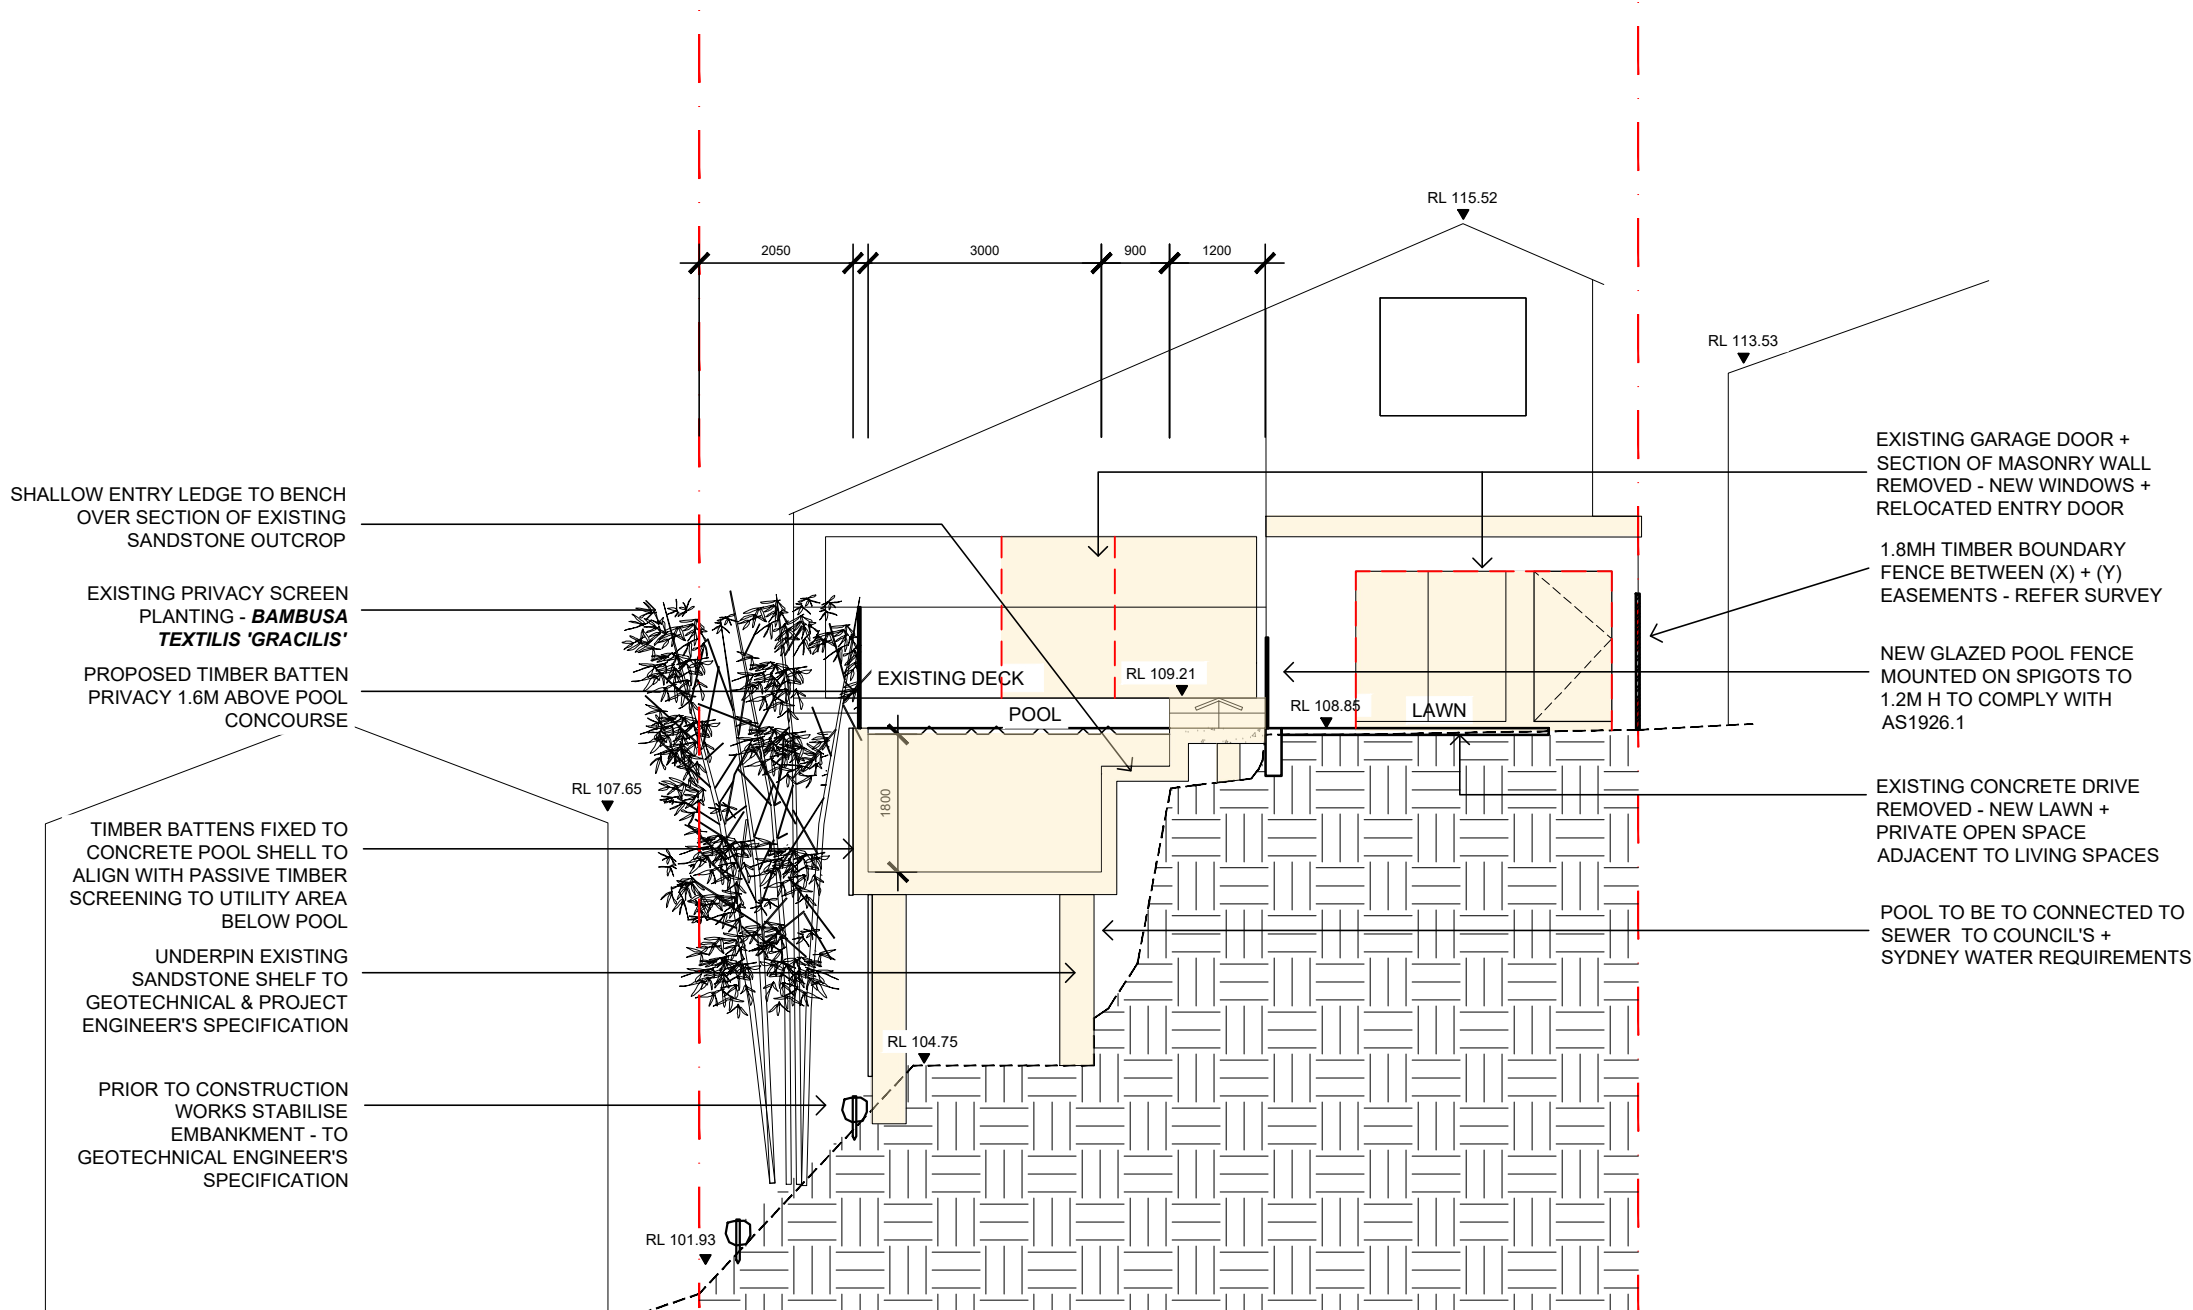 RL 115.52
2050
3000
900
1200
RL 113.53
SHALLOW ENTRY LEDGE TO BENCH
OVER SECTION OF EXISTING
SANDSTONE OUTCROP
EXISTING PRIVACY SCREEN
PLANTING - BAMBUSA
TEXTILIS 'GRACILIS'
PROPOSED TIMBER BATTEN
PRIVACY 1.6M ABOVE POOL
CONCOURSE
RL 107.65
TIMBER BATTENS FIXED TO
CONCRETE POOL SHELL TO
ALIGN WITH PASSIVE TIMBER
SCREENING TO UTILITY AREA
BELOW POOL
UNDERPIN EXISTING
SANDSTONE SHELF TO
GEOTECHNICAL & PROJECT
ENGINEER'S SPECIFICATION
PRIOR TO CONSTRUCTION
WORKS STABILISE
EMBANKMENT - TO
GEOTECHNICAL ENGINEER'S
SPECIFICATION
RL 101.93
EXISTING DECK
RL 109.21
POOL
RL 108.85
LAWN
1800
RL 104.75
EXISTING GARAGE DOOR +
SECTION OF MASONRY WALL
REMOVED - NEW WINDOWS +
RELOCATED ENTRY DOOR
1.8MH TIMBER BOUNDARY
FENCE BETWEEN (X) + (Y)
EASEMENTS - REFER SURVEY
NEW GLAZED POOL FENCE
MOUNTED ON SPIGOTS TO
1.2M H TO COMPLY WITH
AS1926.1
EXISTING CONCRETE DRIVE
REMOVED - NEW LAWN +
PRIVATE OPEN SPACE
ADJACENT TO LIVING SPACES
POOL TO BE TO CONNECTED TO
SEWER  TO COUNCIL'S +
SYDNEY WATER REQUIREMENTS